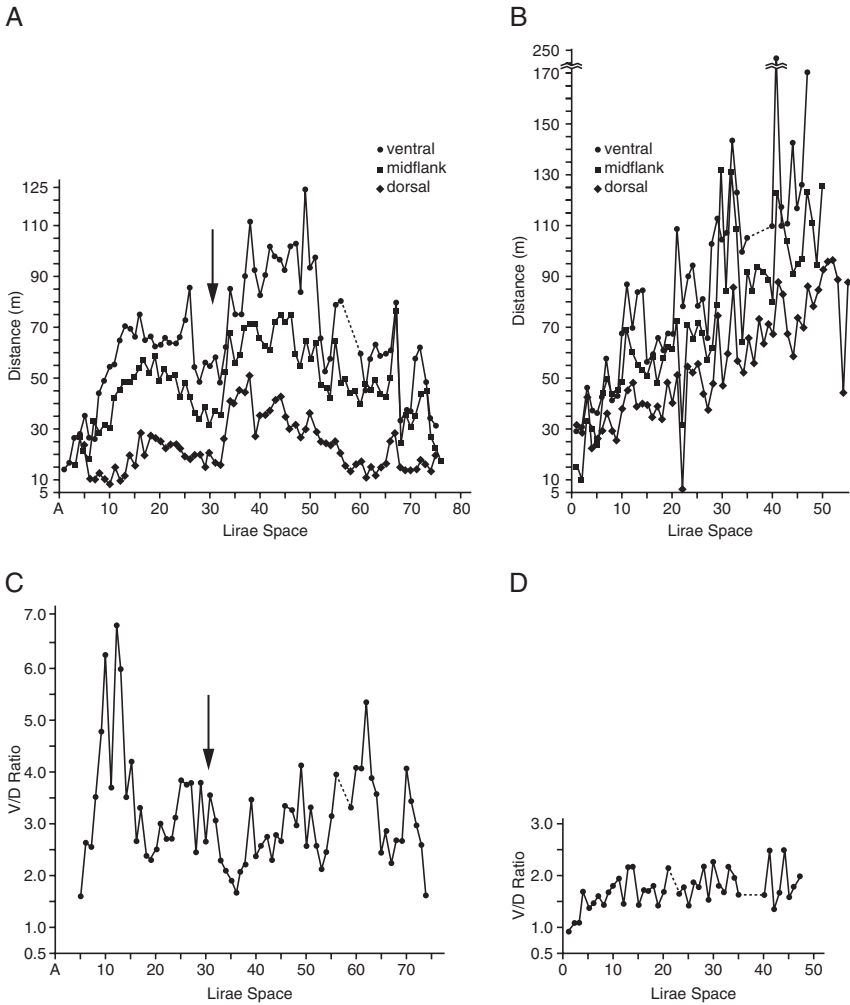 A
Distance (m)
125
110
90
70
50
30
10
5
ventral
midflank
dorsal
A 10 20 30 40 50 60 70 80
Lirae Space
B
Distance (m)
250
170
150
130
110
90
70
50
30
10
5
ventral
midflank
dorsal
0 10 20 30 40 50
Lirae Space
C
V/D Ratio
7.0
6.0
5.0
4.0
3.0
2.0
1.0
0.5
A 10 20 30 40 50 60 70
Lirae Space
D
V/D Ratio
3.0
2.0
1.0
0.5
0 10 20 30 40 50
Lirae Space